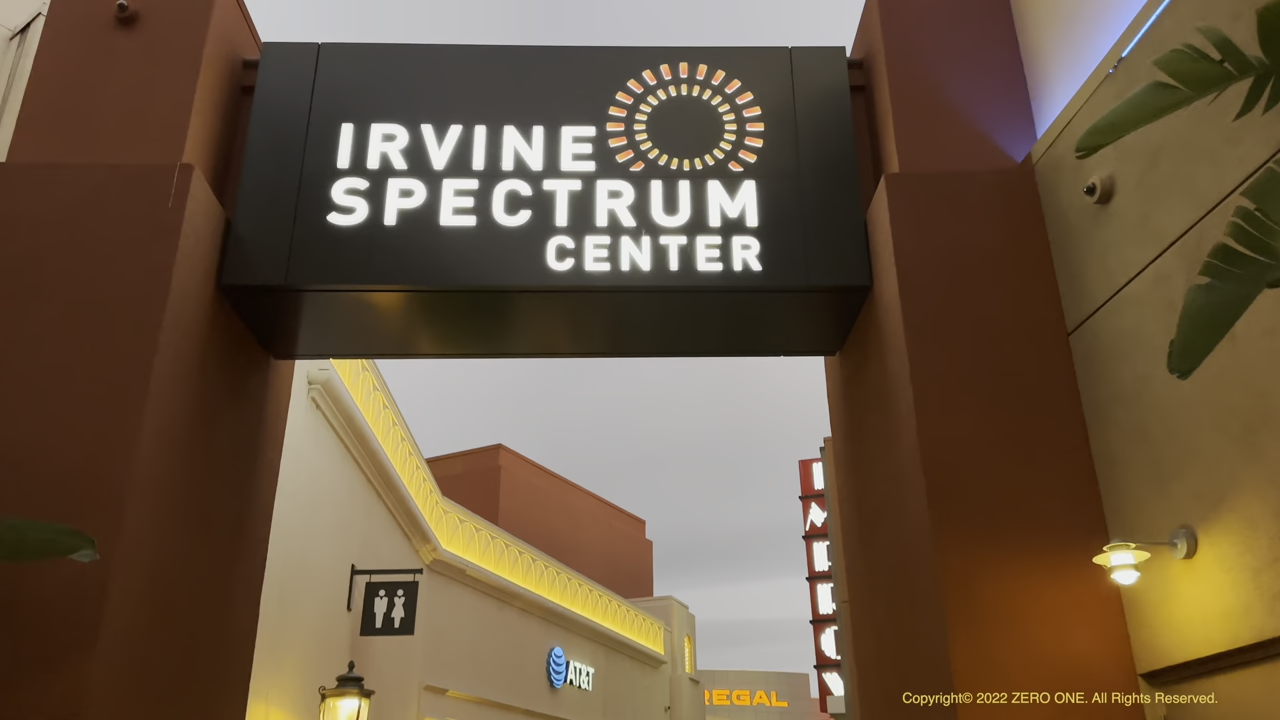 IRVINE
SPECTRUM
CENTER
AT&T
REGAL
Copyright© 2022 ZERO ONE. All Rights Reserved.